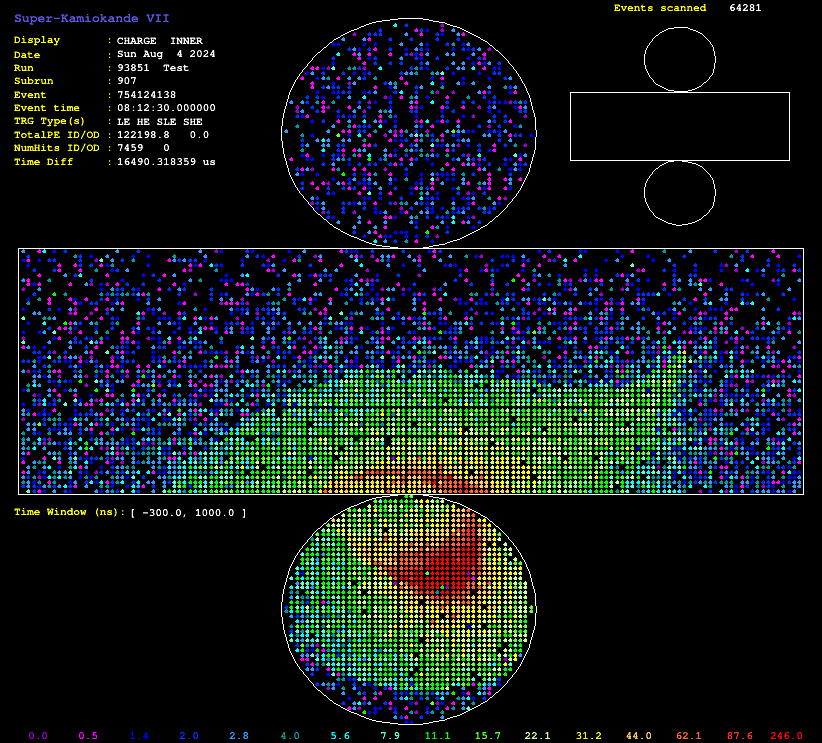 Super-Kamiokande VII
Display : CHARGE INNER
Date : Sun Aug 4 2024
Run : 93851 Test
Subrun : 907
Event : 754124138
Event time : 08:12:30.000000
TRG Type(s) : LE HE SLE SHE
TotalPE ID/OD : 122198.8 0.0
NumHits ID/OD : 7459 0
Time Diff : 16490.318359 us
Events scanned 64281
Time Window (ns): [ -300.0, 1000.0 ]
0.0 0.5 1.4 2.0 2.8 4.0 5.6 7.9 11.1 15.7 22.1 31.2 44.0 62.1 87.6 246.0